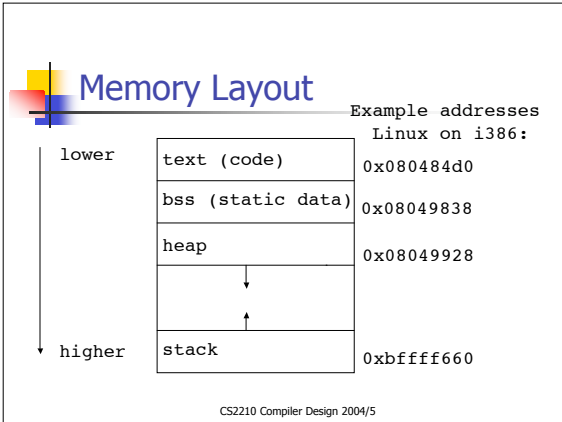 Memory Layout
Example addresses
Linux on i386:
lower
text (code)
0x080484d0
bss (static data)
0x08049838
heap
0x08049928
higher
stack
0xbffff660
CS2210 Compiler Design 2004/5